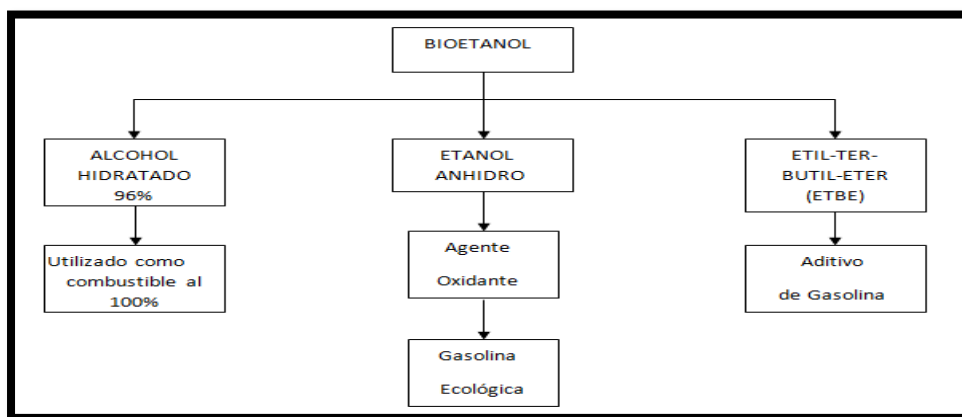 BIOETANOL
ALCOHOL
HIDRATADO
96%
Utilizado como
combustible al
100%
ETANOL
ANHIDRO
Agente
Oxidante
Gasolina
Ecológica
ETIL-TER-
BUTIL-ETER
(ETBE)
Aditivo
de Gasolina